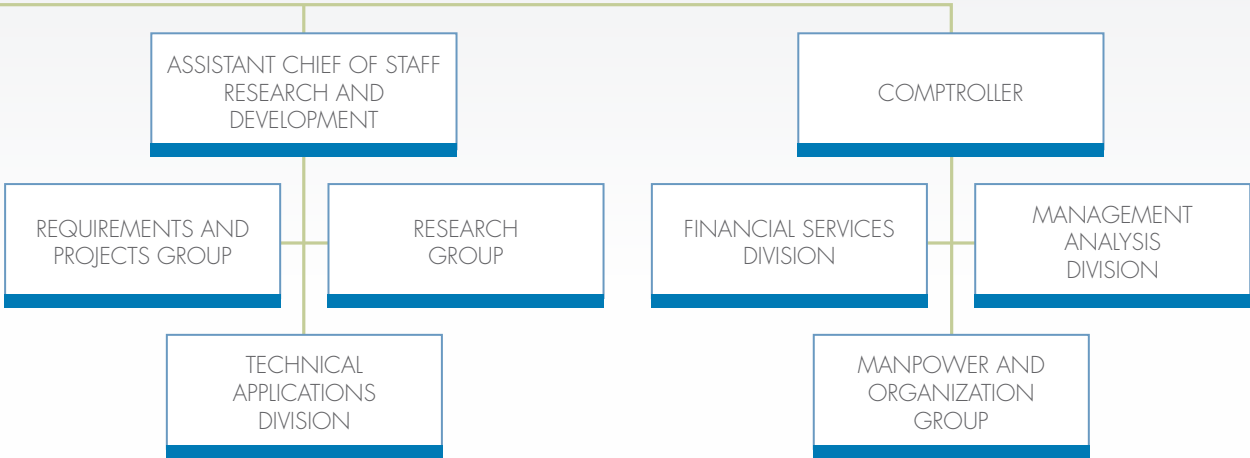 ASSISTANT CHIEF OF STAFF
RESEARCH AND
DEVELOPMENT
COMPTROLLER
REQUIREMENTS AND
PROJECTS GROUP
RESEARCH
GROUP
FINANCIAL SERVICES
DIVISION
MANAGEMENT
ANALYSIS
DIVISION
TECHNICAL
APPLICATIONS
DIVISION
MANPOWER AND
ORGANIZATION
GROUP